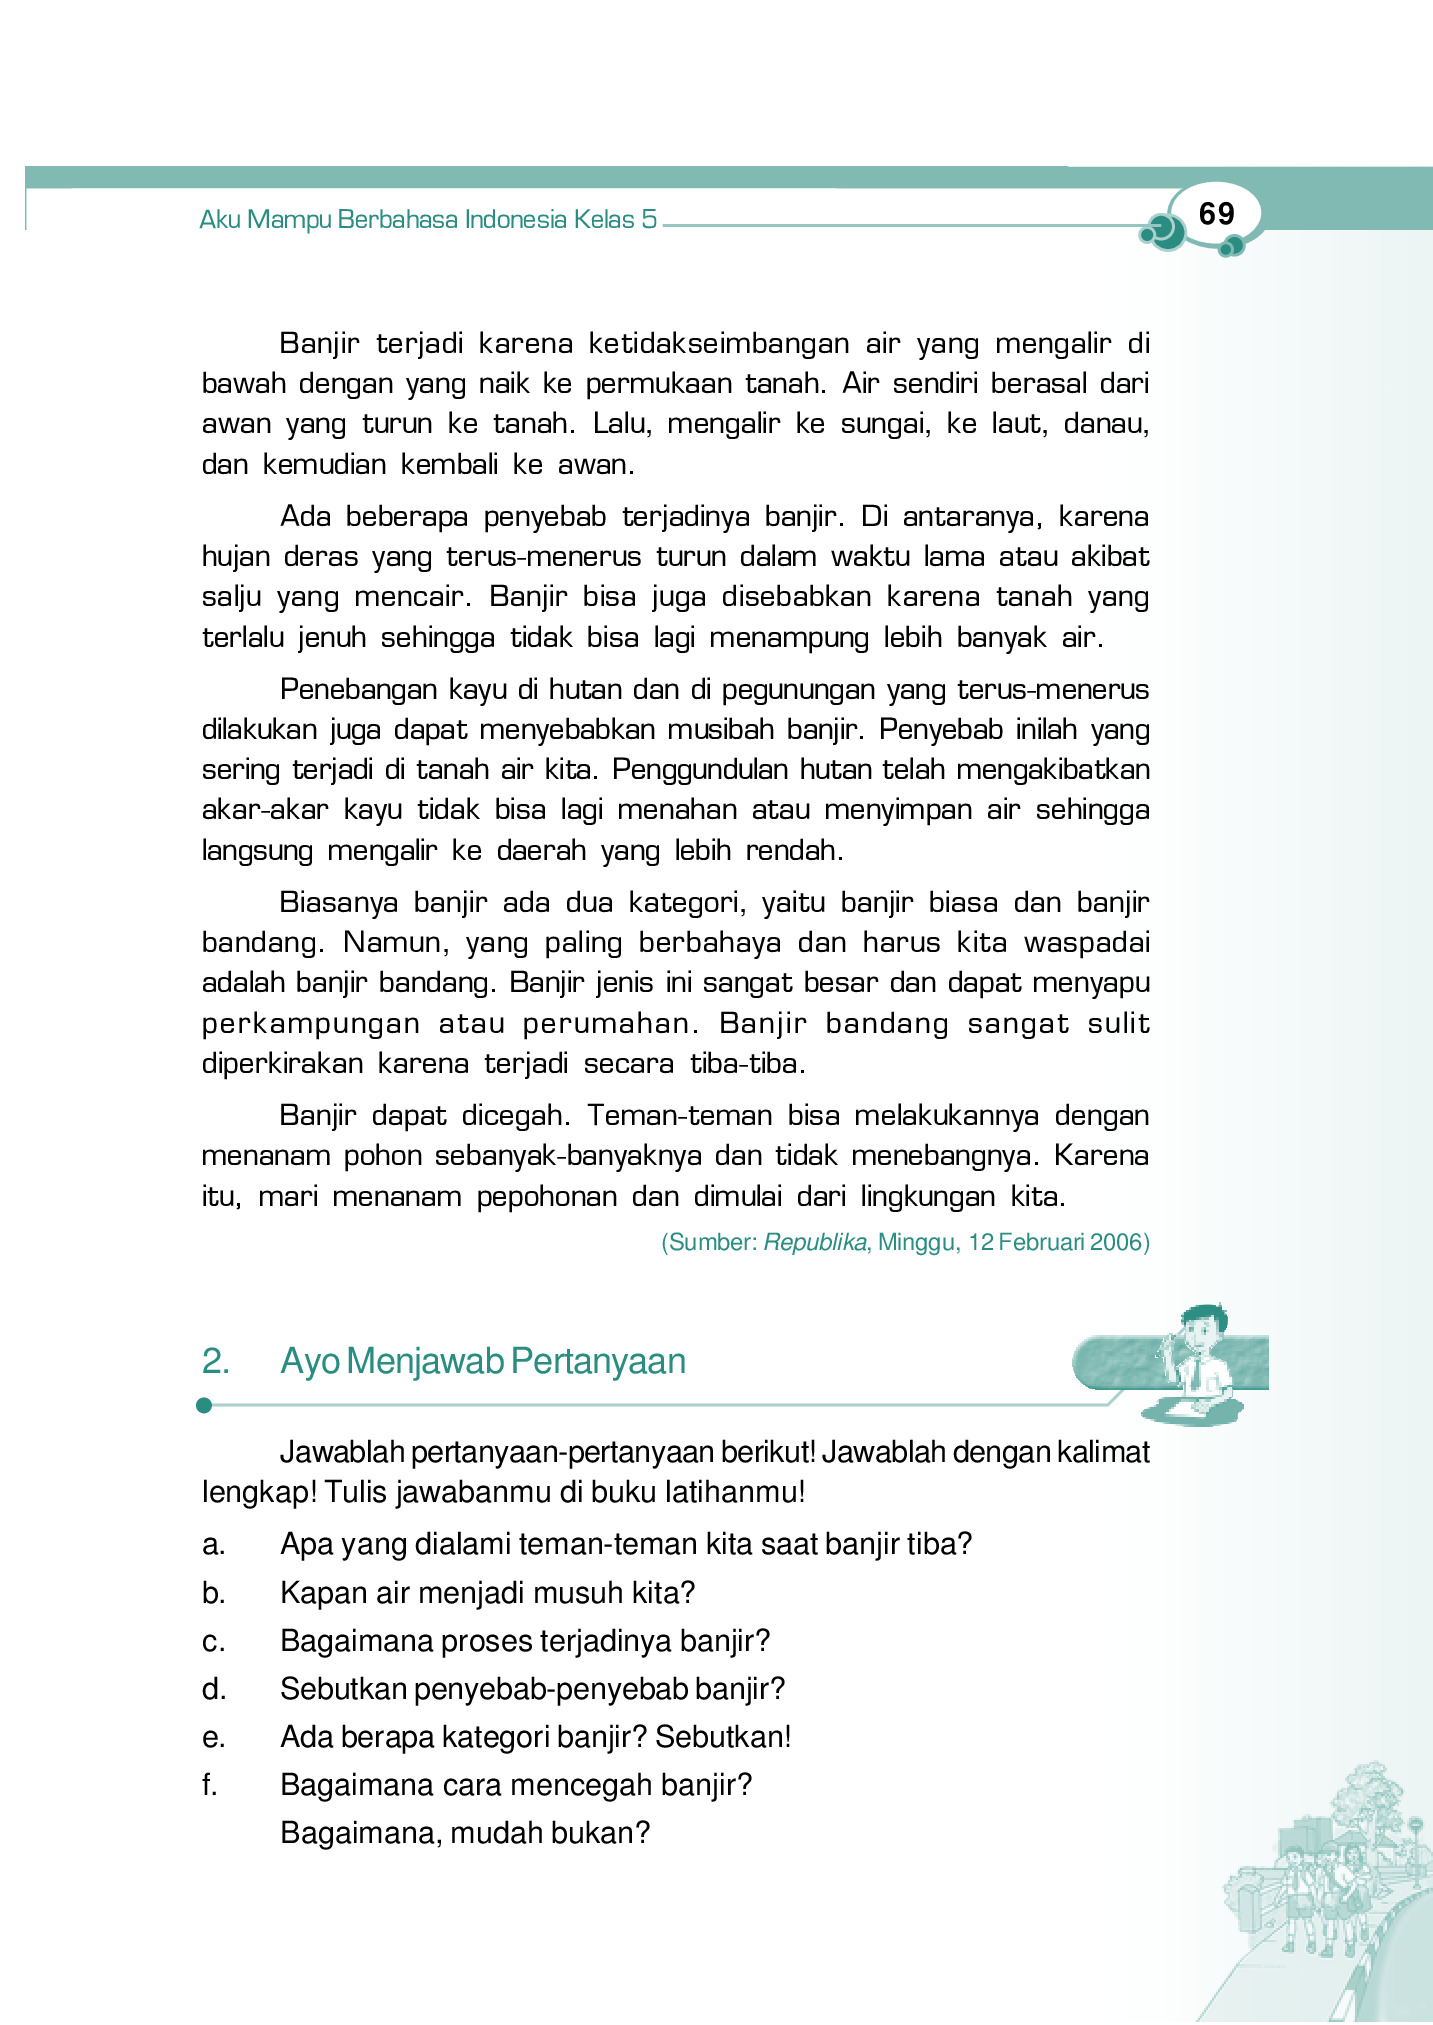 Aku Mampu Berbahasa Indonesia Kelas 5
69
Banjir terjadi karena ketidakseimbangan air yang mengalir di
bawah dengan yang naik ke permukaan tanah. Air sendiri berasal dari
awan yang turun ke tanah. Lalu, mengalir ke sungai, ke laut, danau,
dan kemudian kembali ke awan.
Ada beberapa penyebab terjadinya banjir. Di antaranya, karena
hujan deras yang terus-menerus turun dalam waktu lama atau akibat
salju yang mencair. Banjir bisa juga disebabkan karena tanah yang
terlalu jenuh sehingga tidak bisa lagi menampung lebih banyak air.
Penebangan kayu di hutan dan di pegunungan yang terus-menerus
dilakukan juga dapat menyebabkan musibah banjir. Penyebab inilah yang
sering terjadi di tanah air kita. Penggundulan hutan telah mengakibatkan
akar-akar kayu tidak bisa lagi menahan atau menyimpan air sehingga
langsung mengalir ke daerah yang lebih rendah.
Biasanya banjir ada dua kategori, yaitu banjir biasa dan banjir
bandang. Namun, yang paling berbahaya dan harus kita waspadai
adalah banjir bandang. Banjir jenis ini sangat besar dan dapat menyapu
perkampungan atau perumahan. Banjir bandang sangat sulit
diperkirakan karena terjadi secara tiba-tiba.
Banjir dapat dicegah. Teman-teman bisa melakukannya dengan
menanam pohon sebanyak-banyaknya dan tidak menebangnya. Karena
itu, mari menanam pepohonan dan dimulai dari lingkungan kita.
(Sumber: Republika, Minggu, 12 Februari 2006)
2. Ayo Menjawab Pertanyaan
Jawablah pertanyaan-pertanyaan berikut! Jawablah dengan kalimat
lengkap! Tulis jawabanmu di buku latihanmu!
a. Apa yang dialami teman-teman kita saat banjir tiba?
b. Kapan air menjadi musuh kita?
c. Bagaimana proses terjadinya banjir?
d. Sebutkan penyebab-penyebab banjir?
e. Ada berapa kategori banjir? Sebutkan!
f. Bagaimana cara mencegah banjir?
Bagaimana, mudah bukan?